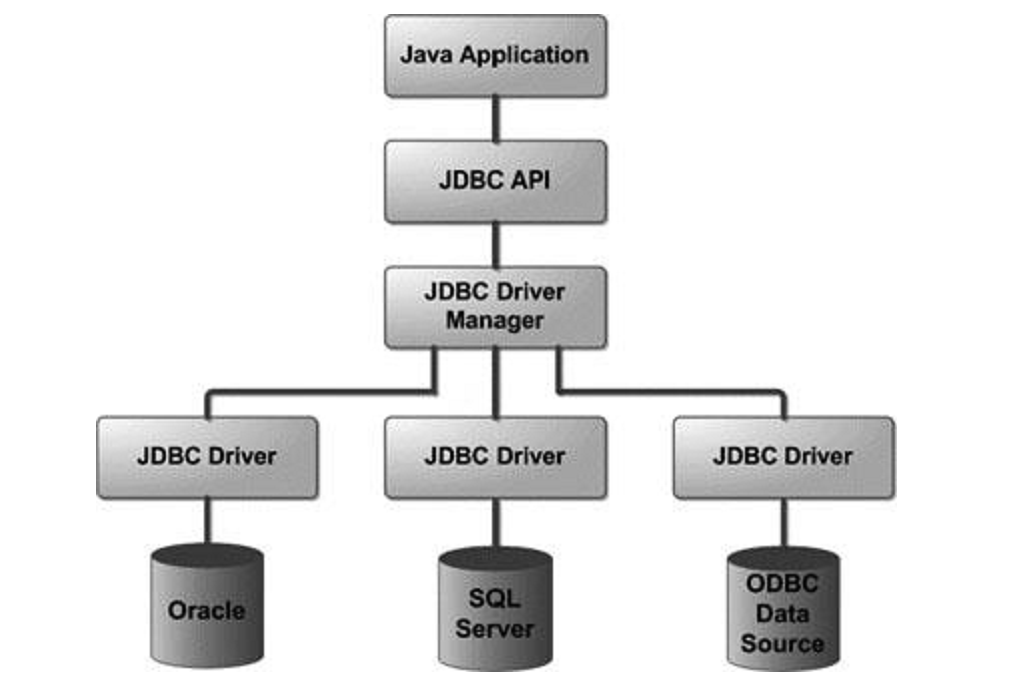 Java Application
JDBC API
JDBC Driver
Manager
JDBC Driver
JDBC Driver
JDBC Driver
Oracle
SQL
Server
ODBC
Data
Source